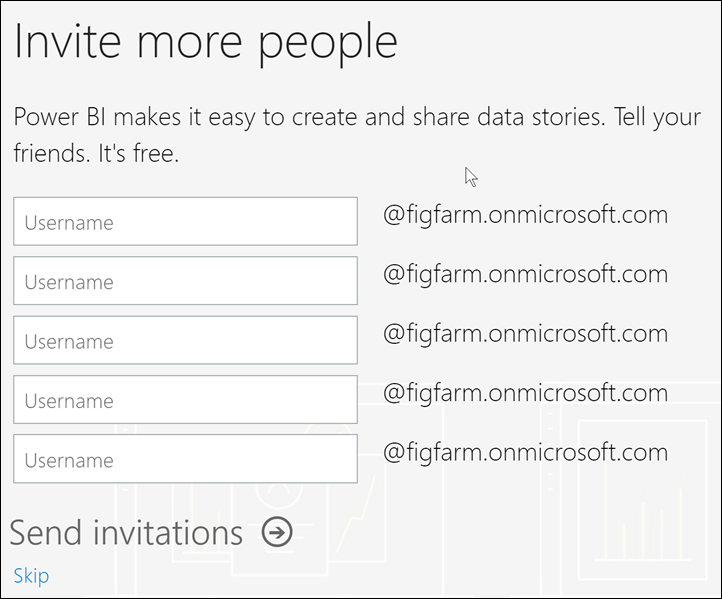 Invite more people
Power BI makes it easy to create and share data stories. Tell your
friends. It's free.
Username @figfarm.onmicrosoft.com
Username @figfarm.onmicrosoft.com
Username @figfarm.onmicrosoft.com
Username @figfarm.onmicrosoft.com
Username @figfarm.onmicrosoft.com
Send invitations
Skip